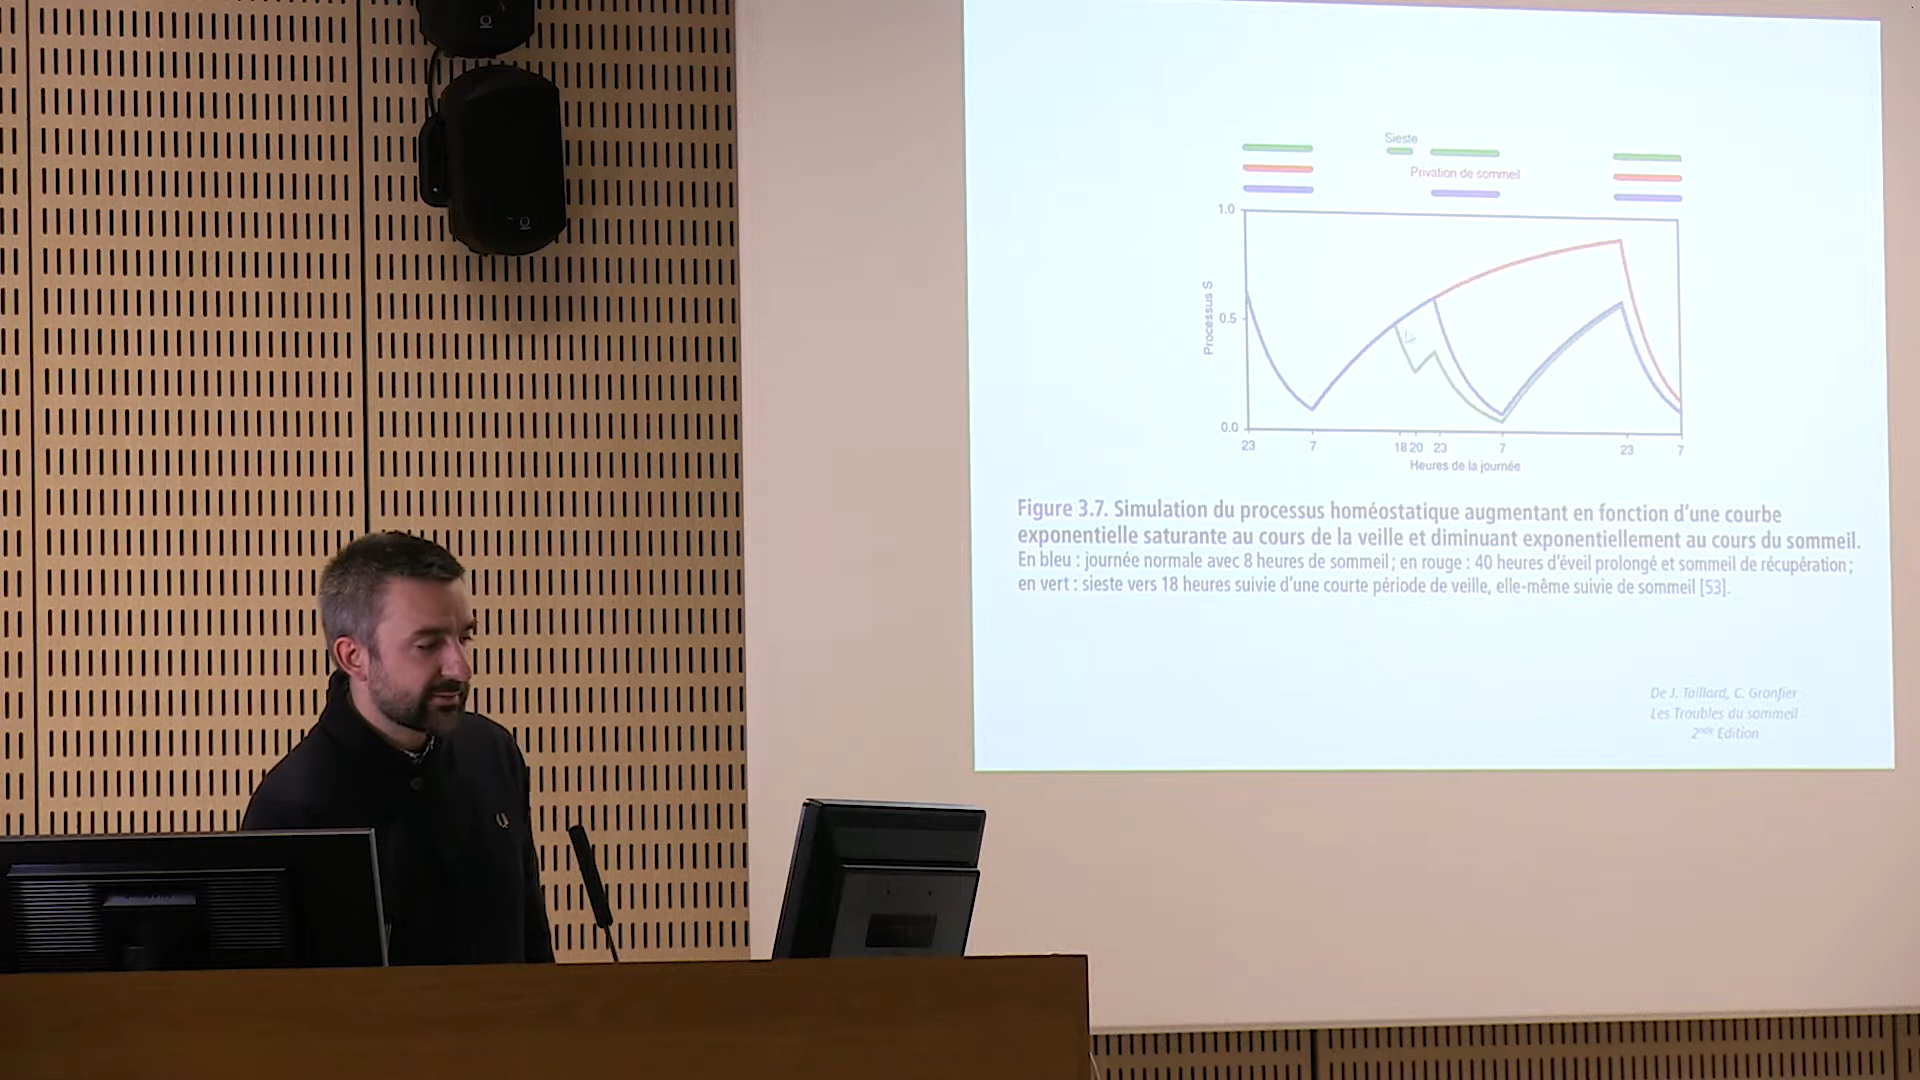 Sieste
Privation de sommeil
1.0
0.5
0.0
Processus S
23 7 18 20 23 7 23 7
Heures de la journée
Figure 3.7. Simulation du processus homéostatique augmentant en fonction d'une courbe
exponentielle saturante au cours de la veille et diminuant exponentiellement au cours du sommeil.
En bleu : journée normale avec 8 heures de sommeil ; en rouge : 40 heures d'éveil prolongé et sommeil de récupération ;
en vert : sieste vers 18 heures suivie d'une courte période de veille, elle-même suivie de sommeil [53].
De J. Taillard, C. Gronfier
Les Troubles du sommeil
2nde Edition